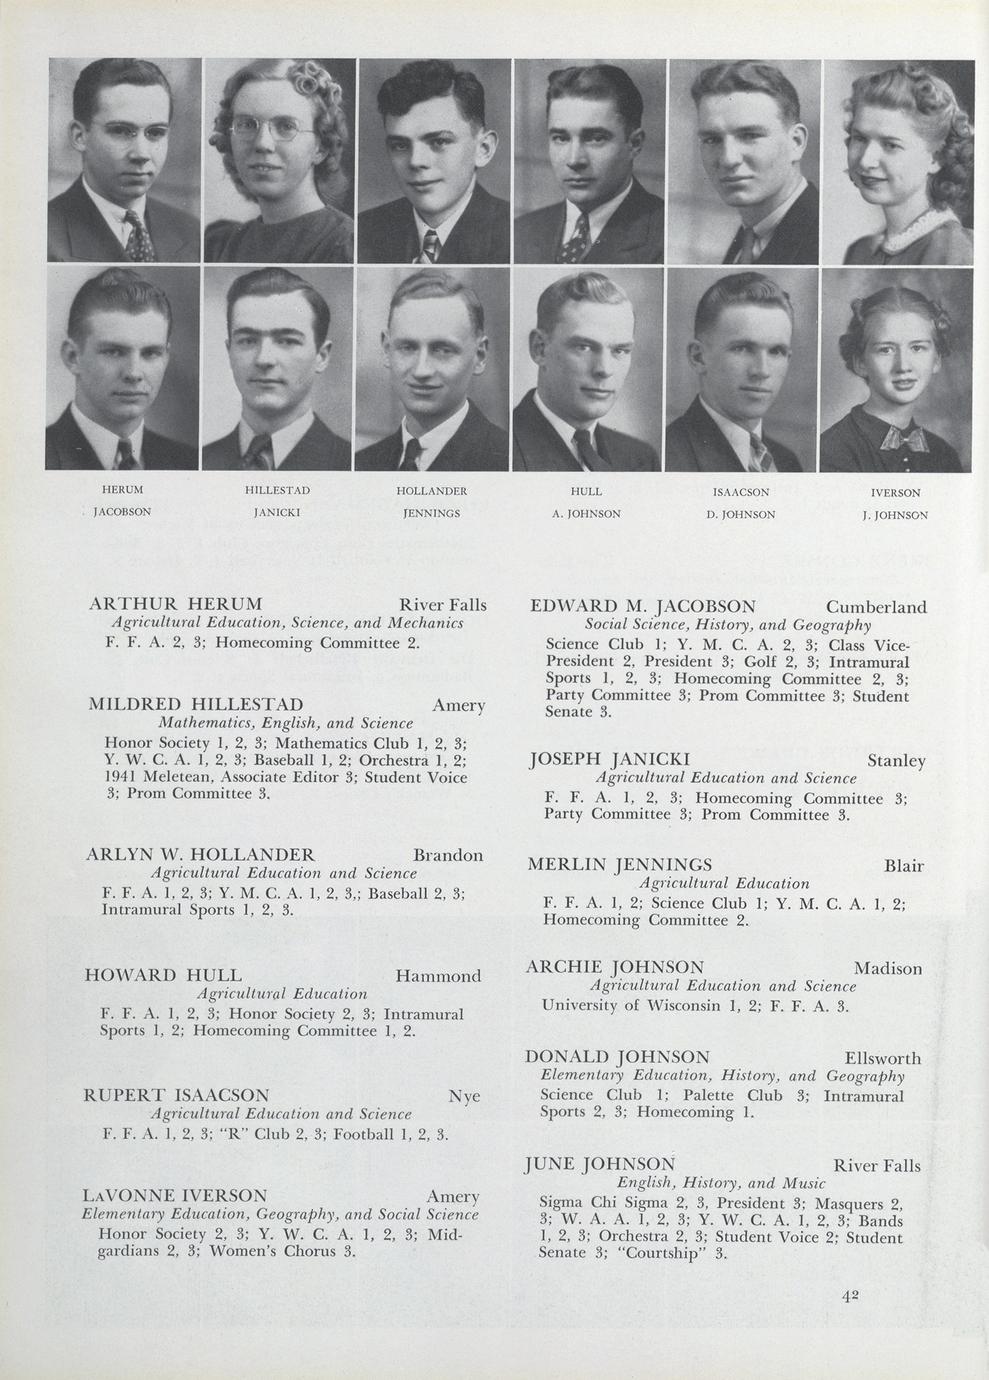 HERUM HILLESTAD HOLLANDER HULL ISAACSON IVERSON
JACOBSON JANICKI JENNINGS A. JOHNSON D. JOHNSON J. JOHNSON
ARTHUR HERUM River Falls
Agricultural Education, Science, and Mechanics
F. F. A. 2, 3; Homecoming Committee 2.
MILDRED HILLESTAD Amery
Mathematics, English, and Science
Honor Society 1, 2, 3; Mathematics Club 1, 2, 3;
Y. W. C. A. 1, 2, 3; Baseball 1, 2; Orchestra 1, 2;
1941 Meletean, Associate Editor 3; Student Voice
3; Prom Committee 3.
ARLYN W. HOLLANDER Brandon
Agricultural Education and Science
F. F. A. 1, 2, 3; Y. M. C. A. 1, 2, 3,; Baseball 2, 3;
Intramural Sports 1, 2, 3.
HOWARD HULL Hammond
Agricultural Education
F. F. A. 1, 2, 3; Honor Society 2, 3; Intramural
Sports 1, 2; Homecoming Committee 1, 2.
RUPERT ISAACSON Nye
Agricultural Education and Science
F. F. A. 1, 2, 3; “R” Club 2, 3; Football 1, 2, 3.
LAVONNE IVERSON Amery
Elementary Education, Geography, and Social Science
Honor Society 2, 3; Y. W. C. A. 1, 2, 3; Mid-
gardians 2, 3; Women’s Chorus 3.
EDWARD M. JACOBSON Cumberland
Social Science, History, and Geography
Science Club 1; Y. M. C. A. 2, 3; Class Vice-
President 2, President 3; Golf 2, 3; Intramural
Sports 1, 2, 3; Homecoming Committee 2, 3;
Party Committee 3; Prom Committee 3; Student
Senate 3.
JOSEPH JANICKI Stanley
Agricultural Education and Science
F. F. A. 1, 2, 3; Homecoming Committee 3;
Party Committee 3; Prom Committee 3.
MERLIN JENNINGS Blair
Agricultural Education
F. F. A. 1, 2; Science Club 1; Y. M. C. A. 1, 2;
Homecoming Committee 2.
ARCHIE JOHNSON Madison
Agricultural Education and Science
University of Wisconsin 1, 2; F. F. A. 3.
DONALD JOHNSON Ellsworth
Elementary Education, History, and Geography
Science Club 1; Palette Club 3; Intramural
Sports 2, 3; Homecoming 1.
JUNE JOHNSON River Falls
English, History, and Music
Sigma Chi Sigma 2, 3, President 3; Masquers 2,
3; W. A. A. 1, 2, 3; Y. W. C. A. 1, 2, 3; Bands
1, 2, 3; Orchestra 2, 3; Student Voice 2; Student
Senate 3; “Courtship” 3.
42